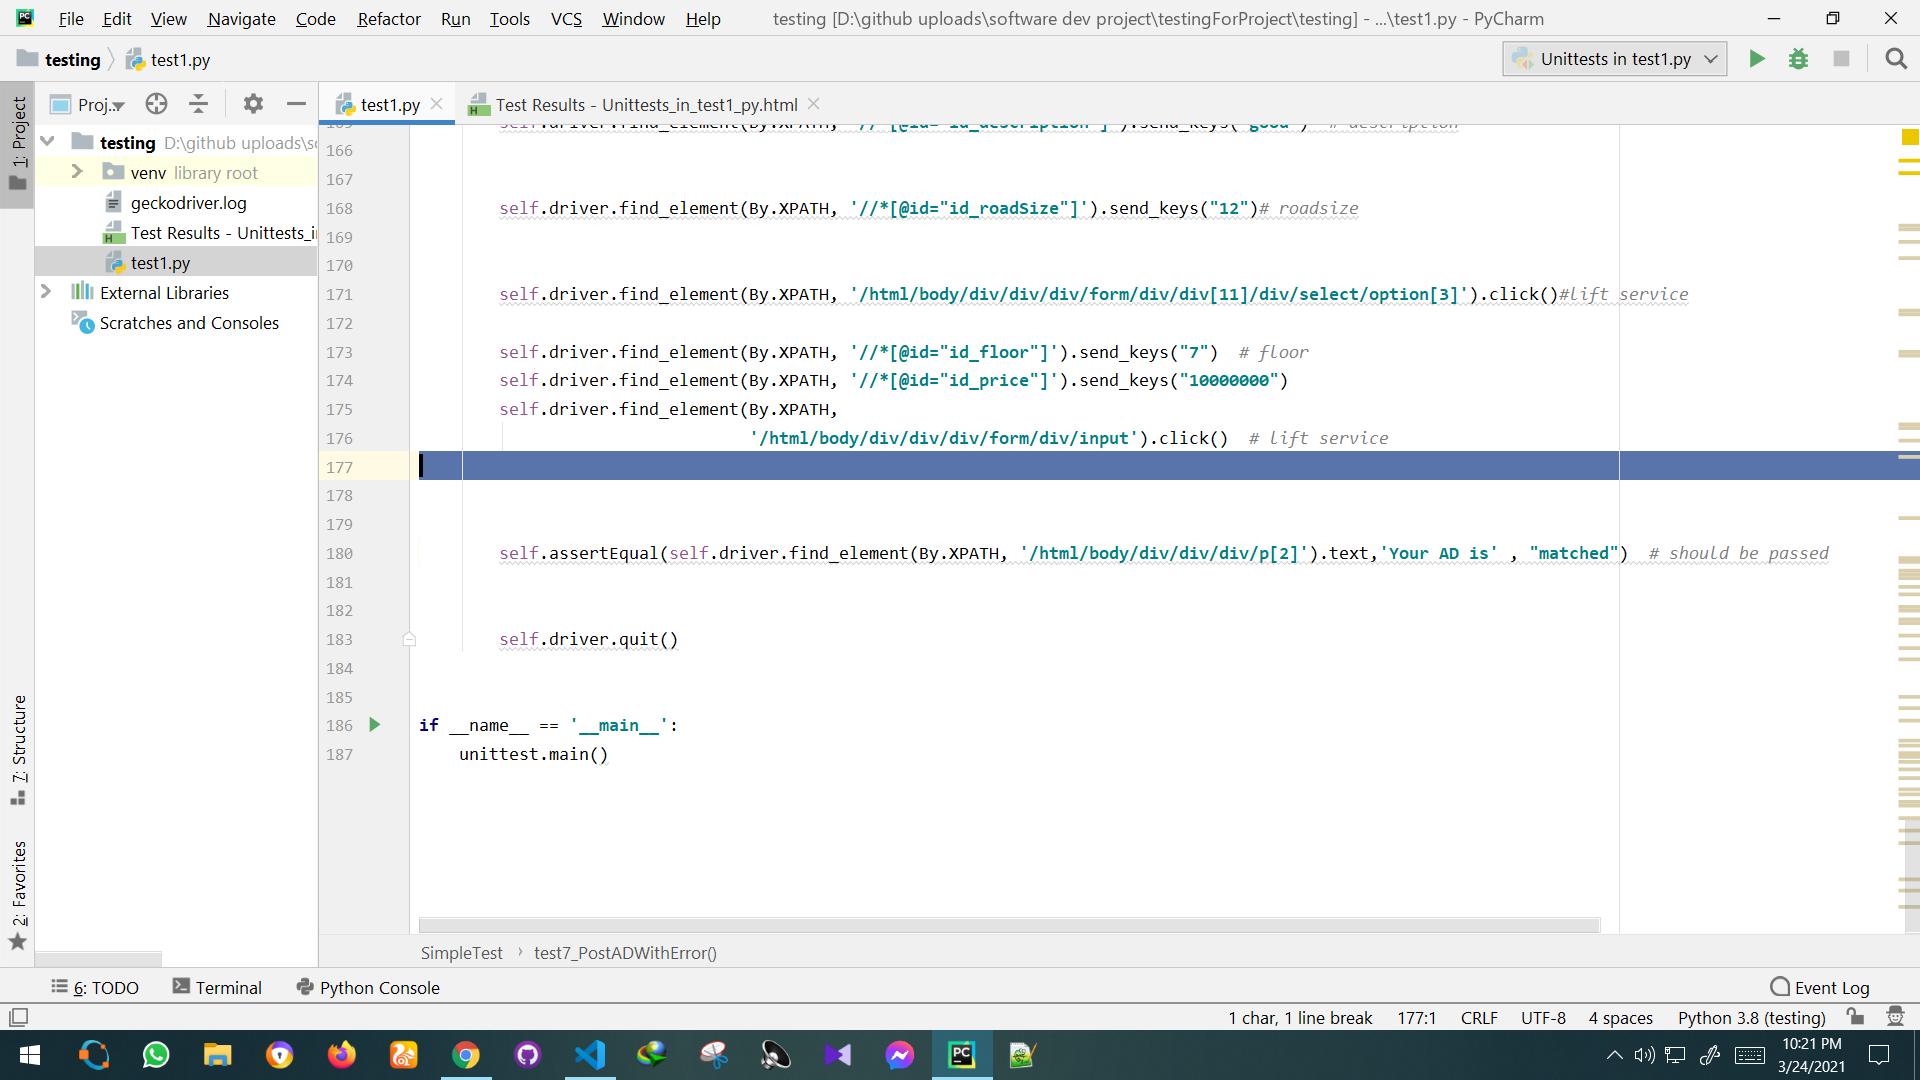 File Edit View Navigate Code Refactor Run Tools VCS Window Help testing [D:\github uploads\software dev project\testingForProject\testing] - ...\test1.py - PyCharm
testing test1.py Unittests in test1.py
1: Project
Proj...
test1.py
Test Results - Unittests_in_test1_py.html
testing D:\github uploads\so
venv library root
geckodriver.log
Test Results - Unittests_i
test1.py
External Libraries
Scratches and Consoles
7: Structure
2: Favorites
165 self.driver.find_element(By.XPATH, '//*[@id="id_description"]').send_keys("good") # description
166
167
168 self.driver.find_element(By.XPATH, '//*[@id="id_roadSize"]').send_keys("12")# roadsize
169
170
171 self.driver.find_element(By.XPATH, '/html/body/div/div/div/form/div/div[11]/div/select/option[3]').click()#lift service
172
173 self.driver.find_element(By.XPATH, '//*[@id="id_floor"]').send_keys("7") # floor
174 self.driver.find_element(By.XPATH, '//*[@id="id_price"]').send_keys("10000000")
175 self.driver.find_element(By.XPATH,
176 '/html/body/div/div/div/form/div/input').click() # lift service
177
178
179
180 self.assertEqual(self.driver.find_element(By.XPATH, '/html/body/div/div/div/p[2]').text,'Your AD is' , "matched") # should be passed
181
182
183 self.driver.quit()
184
185
186 if __name__ == '__main__':
187 unittest.main()
SimpleTest › test7_PostADWithError()
6: TODO Terminal Python Console Event Log
1 char, 1 line break 177:1 CRLF UTF-8 4 spaces Python 3.8 (testing)
10:21 PM
3/24/2021